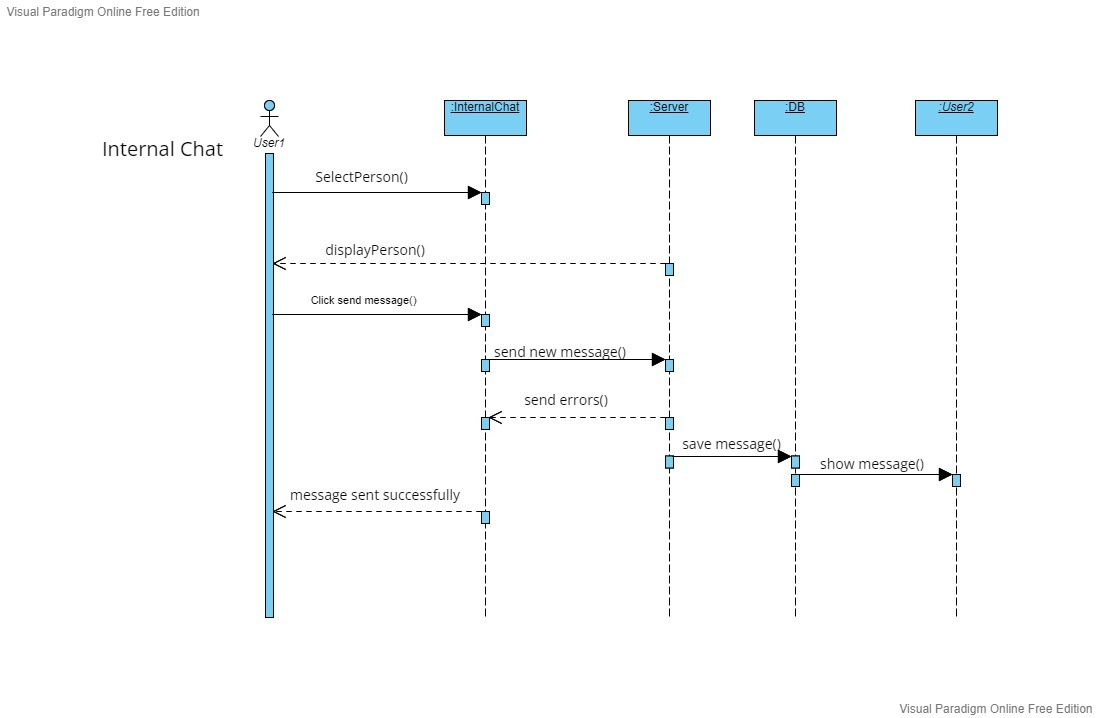 Visual Paradigm Online Free Edition
:InternalChat
:Server
:DB
:User2
User1
Internal Chat
SelectPerson()
displayPerson()
Click send message()
send new message()
send errors()
save message()
show message()
message sent successfully
Visual Paradigm Online Free Edition